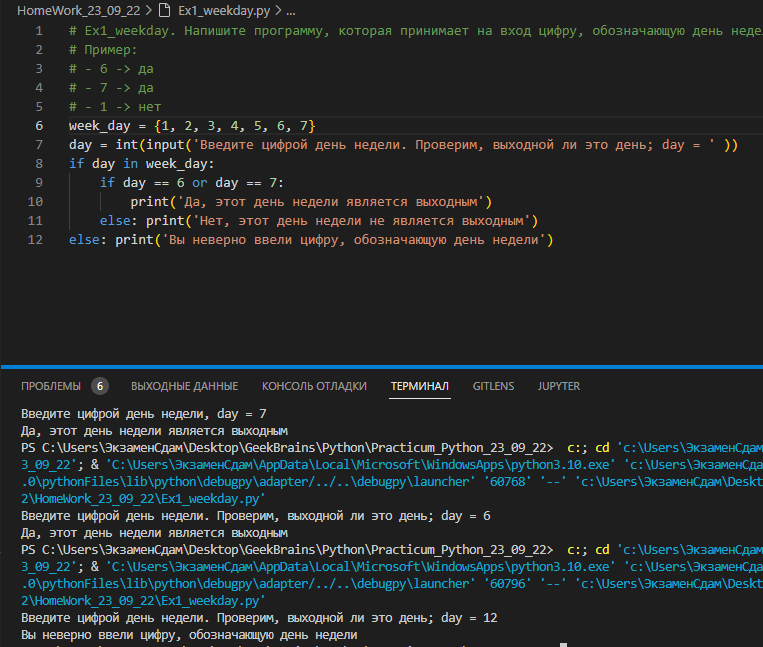 HomeWork_23_09_22 > Ex1_weekday.py > ...
1 # Ex1_weekday. Напишите программу, которая принимает на вход цифру, обозначающую день неде
2 # Пример:
3 # - 6 -> да
4 # - 7 -> да
5 # - 1 -> нет
6 week_day = {1, 2, 3, 4, 5, 6, 7}
7 day = int(input('Введите цифрой день недели. Проверим, выходной ли это день; day = ' ))
8 if day in week_day:
9     if day == 6 or day == 7:
10         print('Да, этот день недели является выходным')
11     else: print('Нет, этот день недели не является выходным')
12 else: print('Вы неверно ввели цифру, обозначающую день недели')
ПРОБЛЕМЫ 6 ВЫХОДНЫЕ ДАННЫЕ КОНСОЛЬ ОТЛАДКИ ТЕРМИНАЛ GITLENS JUPYTER
Введите цифрой день недели, day = 7
Да, этот день недели является выходным
PS C:\Users\ЭкзаменСдам\Desktop\GeekBrains\Python\Practicum_Python_23_09_22>  c:; cd 'c:\Users\ЭкзаменСдам
3_09_22'; & 'C:\Users\ЭкзаменСдам\AppData\Local\Microsoft\WindowsApps\python3.10.exe' 'c:\Users\ЭкзаменСда
.0\pythonFiles\lib\python\debugpy\adapter/../..\debugpy\launcher' '60768' '--' 'c:\Users\ЭкзаменСдам\Deskt
2\HomeWork_23_09_22\Ex1_weekday.py'
Введите цифрой день недели. Проверим, выходной ли это день; day = 6
Да, этот день недели является выходным
PS C:\Users\ЭкзаменСдам\Desktop\GeekBrains\Python\Practicum_Python_23_09_22>  c:; cd 'c:\Users\ЭкзаменСдам
3_09_22'; & 'C:\Users\ЭкзаменСдам\AppData\Local\Microsoft\WindowsApps\python3.10.exe' 'c:\Users\ЭкзаменСда
.0\pythonFiles\lib\python\debugpy\adapter/../..\debugpy\launcher' '60796' '--' 'c:\Users\ЭкзаменСдам\Deskt
2\HomeWork_23_09_22\Ex1_weekday.py'
Введите цифрой день недели. Проверим, выходной ли это день; day = 12
Вы неверно ввели цифру, обозначающую день недели